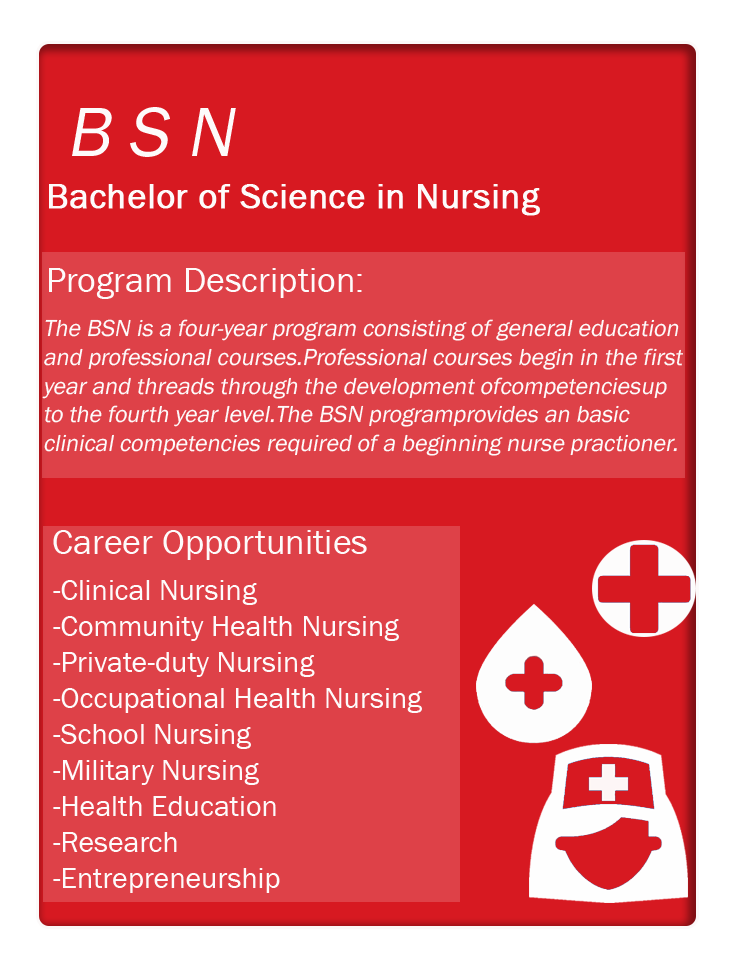 B S N
Bachelor of Science in Nursing
Program Description:
The BSN is a four-year program consisting of general education
and professional courses.Professional courses begin in the first
year and threads through the development ofcompetenciesup
to the fourth year level.The BSN programprovides an basic
clinical competencies required of a beginning nurse practioner.
Career Opportunities
-Clinical Nursing
-Community Health Nursing
-Private-duty Nursing
-Occupational Health Nursing
-School Nursing
-Military Nursing
-Health Education
-Research
-Entrepreneurship